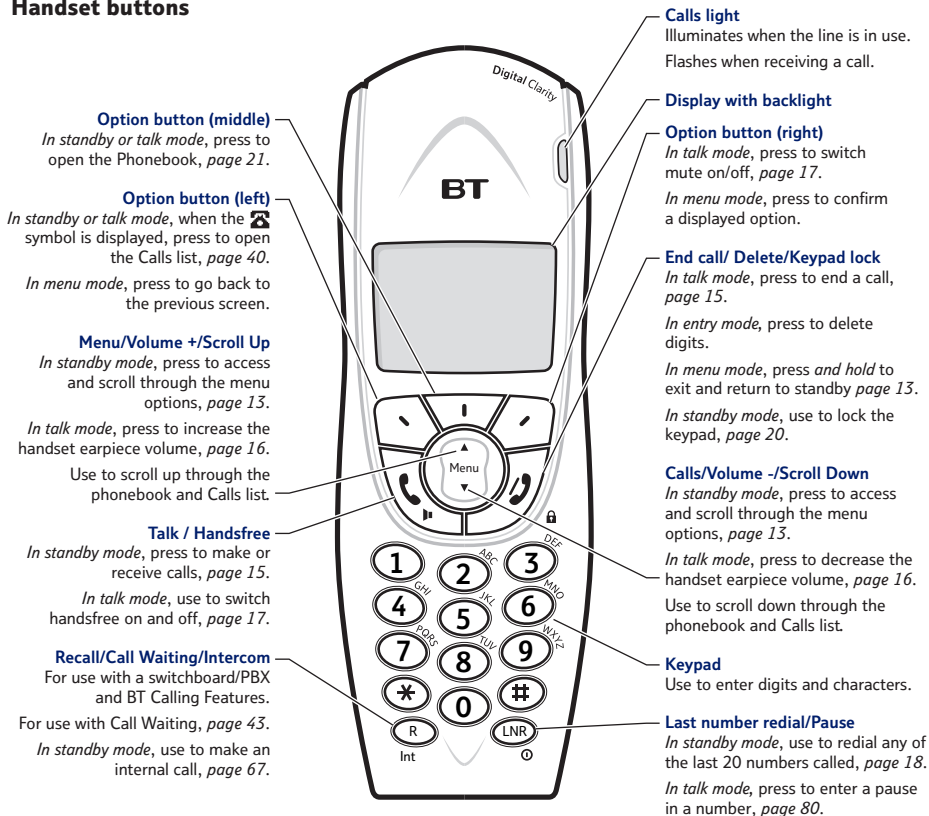 Handset buttons
Option button (middle)
In standby or talk mode, press to
open the Phonebook, page 21.
Option button (left)
In standby or talk mode, when the
symbol is displayed, press to open
the Calls list, page 40.
In menu mode, press to go back to
the previous screen.
Menu/Volume +/Scroll Up
In standby mode, press to access
and scroll through the menu
options, page 13.
In talk mode, press to increase the
handset earpiece volume, page 16.
Use to scroll up through the
phonebook and Calls list.
Talk / Handsfree
In standby mode, press to make or
receive calls, page 15.
In talk mode, use to switch
handsfree on and off, page 17.
Recall/Call Waiting/Intercom
For use with a switchboard/PBX
and BT Calling Features.
For use with Call Waiting, page 43.
In standby mode, use to make an
internal call, page 67.
Digital Clarity
BT
Menu
1
2 ABC
3 DEF
4 GHI
5 JKL
6 MNO
7 PQRS
8 TUV
9 WXYZ
*
0
#
R
Int
LNR
Calls light
Illuminates when the line is in use.
Flashes when receiving a call.
Display with backlight
Option button (right)
In talk mode, press to switch
mute on/off, page 17.
In menu mode, press to confirm
a displayed option.
End call/ Delete/Keypad lock
In talk mode, press to end a call,
page 15.
In entry mode, press to delete
digits.
In menu mode, press and hold to
exit and return to standby page 13.
In standby mode, use to lock the
keypad, page 20.
Calls/Volume -/Scroll Down
In standby mode, press to access
and scroll through the menu
options, page 13.
In talk mode, press to decrease the
handset earpiece volume, page 16.
Use to scroll down through the
phonebook and Calls list.
Keypad
Use to enter digits and characters.
Last number redial/Pause
In standby mode, use to redial any of
the last 20 numbers called, page 18.
In talk mode, press to enter a pause
in a number, page 80.